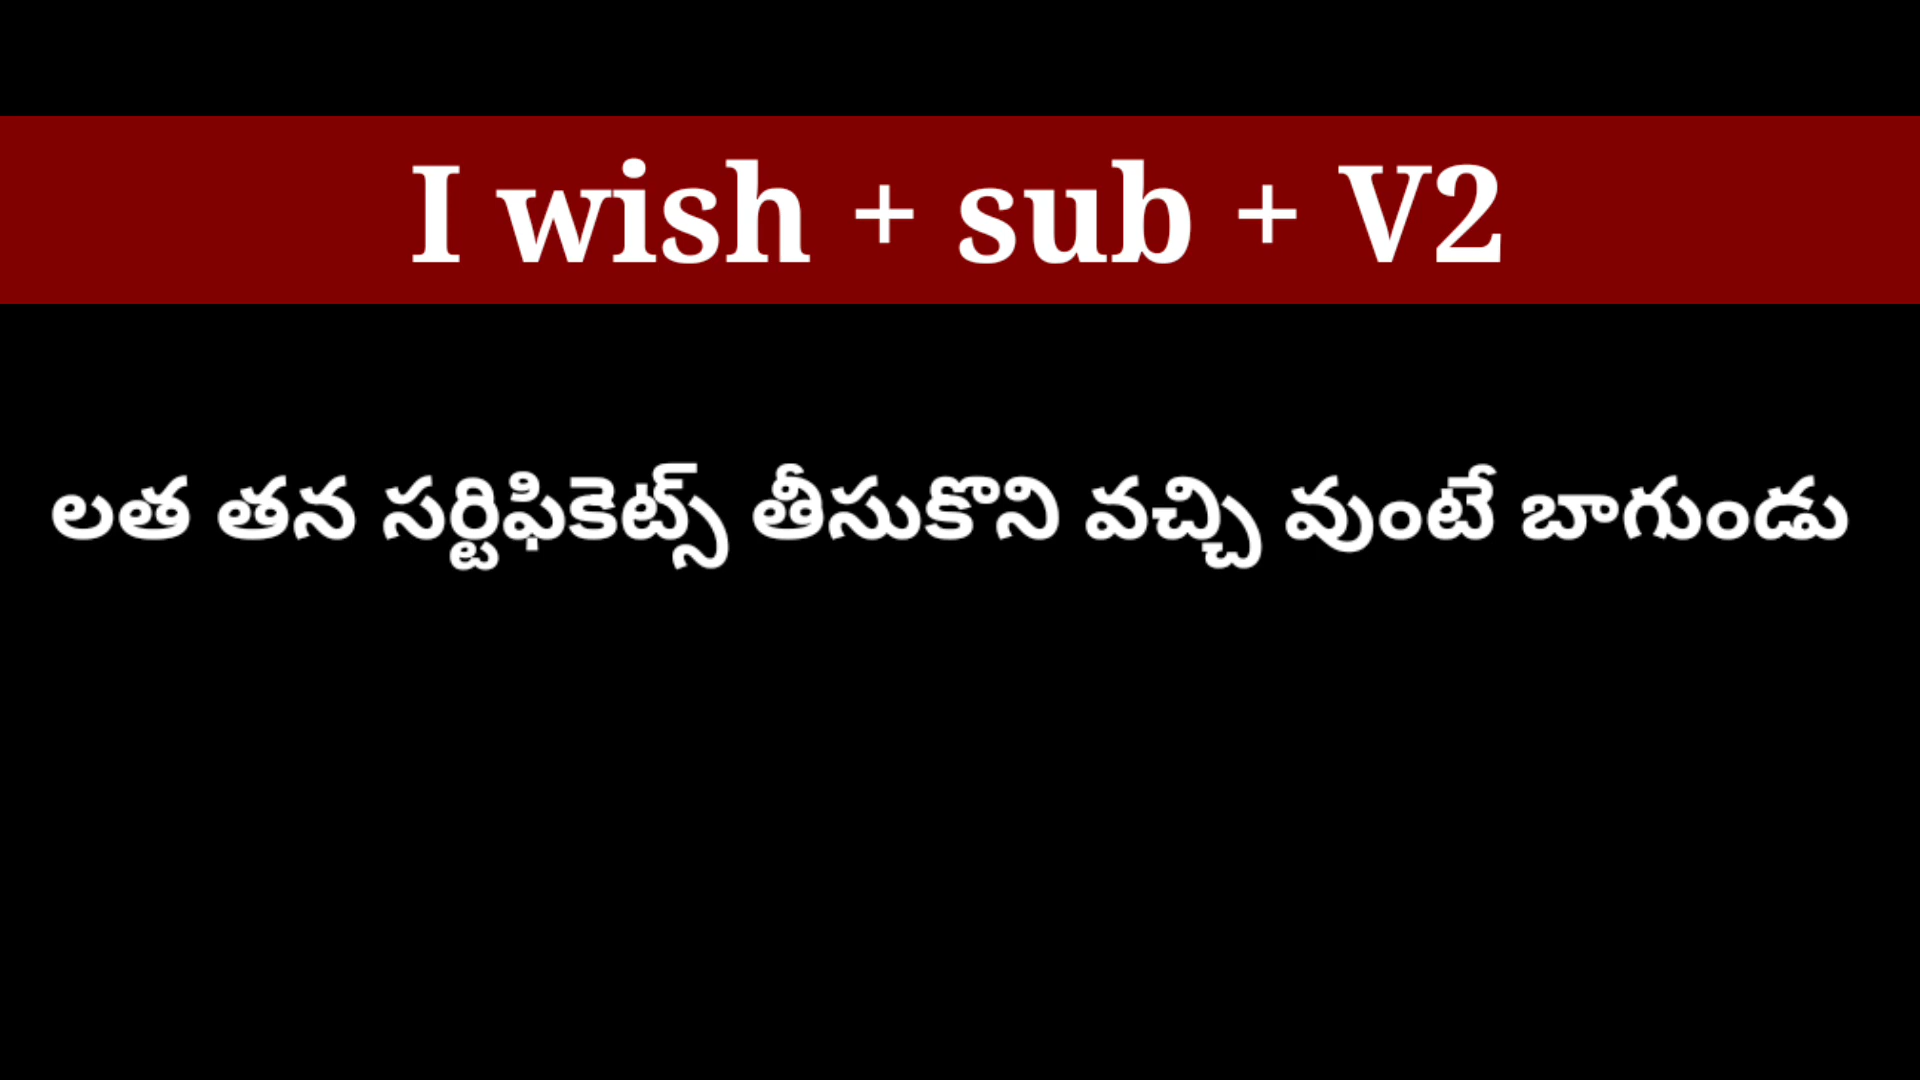 I wish + sub + V2
లత తన సర్టిఫికెట్స్ తీసుకొని వచ్చి వుంటే బాగుండు